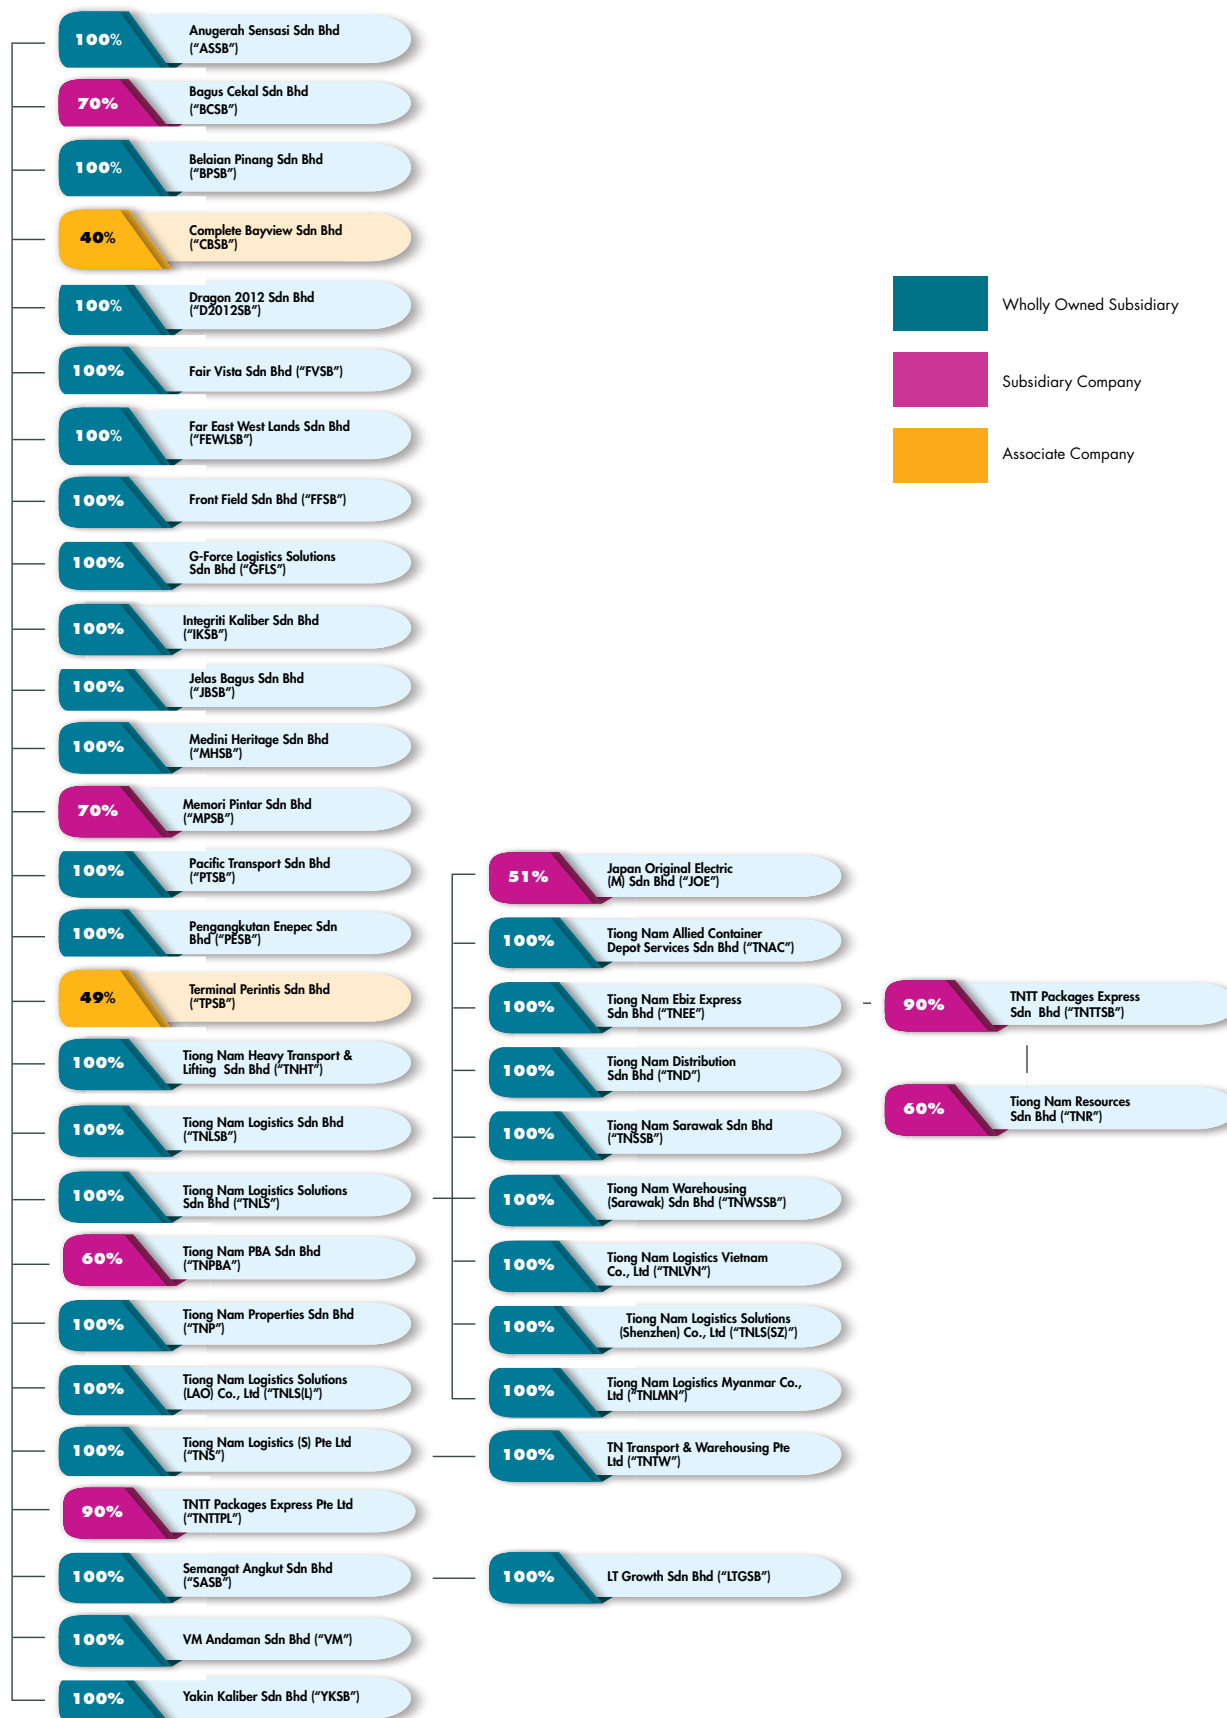 100%
Anugerah Sensasi Sdn Bhd
("ASSB")
70%
Bagus Cekal Sdn Bhd
("BCSB")
100%
Belaian Pinang Sdn Bhd
("BPSB")
40%
Complete Bayview Sdn Bhd
("CBSB")
100%
Dragon 2012 Sdn Bhd
("D2012SB")
100%
Fair Vista Sdn Bhd ("FVSB")
100%
Far East West Lands Sdn Bhd
("FEWLSB")
100%
Front Field Sdn Bhd ("FFSB")
100%
G-Force Logistics Solutions
Sdn Bhd ("GFLS")
100%
Integriti Kaliber Sdn Bhd
("IKSB")
100%
Jelas Bagus Sdn Bhd
("JBSB")
100%
Medini Heritage Sdn Bhd
("MHSB")
70%
Memori Pintar Sdn Bhd
("MPSB")
100%
Pacific Transport Sdn Bhd
("PTSB")
100%
Pengangkutan Enepec Sdn
Bhd ("PESB")
49%
Terminal Perintis Sdn Bhd
("TPSB")
100%
Tiong Nam Heavy Transport &
Lifting Sdn Bhd ("TNHT")
100%
Tiong Nam Logistics Sdn Bhd
("TNLSB")
100%
Tiong Nam Logistics Solutions
Sdn Bhd ("TNLS")
60%
Tiong Nam PBA Sdn Bhd
("TNPBA")
100%
Tiong Nam Properties Sdn Bhd
("TNP")
100%
Tiong Nam Logistics Solutions
(LAO) Co., Ltd ("TNLS(L)")
100%
Tiong Nam Logistics (S) Pte Ltd
("TNS")
90%
TNTT Packages Express Pte Ltd
("TNTTPL")
100%
Semangat Angkut Sdn Bhd
("SASB")
100%
VM Andaman Sdn Bhd ("VM")
100%
Yakin Kaliber Sdn Bhd ("YKSB")
51%
Japan Original Electric
(M) Sdn Bhd ("JOE")
100%
Tiong Nam Allied Container
Depot Services Sdn Bhd ("TNAC")
100%
Tiong Nam Ebiz Express
Sdn Bhd ("TNEE")
100%
Tiong Nam Distribution
Sdn Bhd ("TND")
100%
Tiong Nam Sarawak Sdn Bhd
("TNSSB")
100%
Tiong Nam Warehousing
(Sarawak) Sdn Bhd ("TNWSSB")
100%
Tiong Nam Logistics Vietnam
Co., Ltd ("TNLVN")
100%
Tiong Nam Logistics Solutions
(Shenzhen) Co., Ltd ("TNLS(SZ)")
100%
Tiong Nam Logistics Myanmar Co.,
Ltd ("TNLMN")
100%
TN Transport & Warehousing Pte
Ltd ("TNTW")
100%
LT Growth Sdn Bhd ("LTGSB")
90%
TNTT Packages Express
Sdn Bhd ("TNTTSB")
60%
Tiong Nam Resources
Sdn Bhd ("TNR")
Wholly Owned Subsidiary
Subsidiary Company
Associate Company